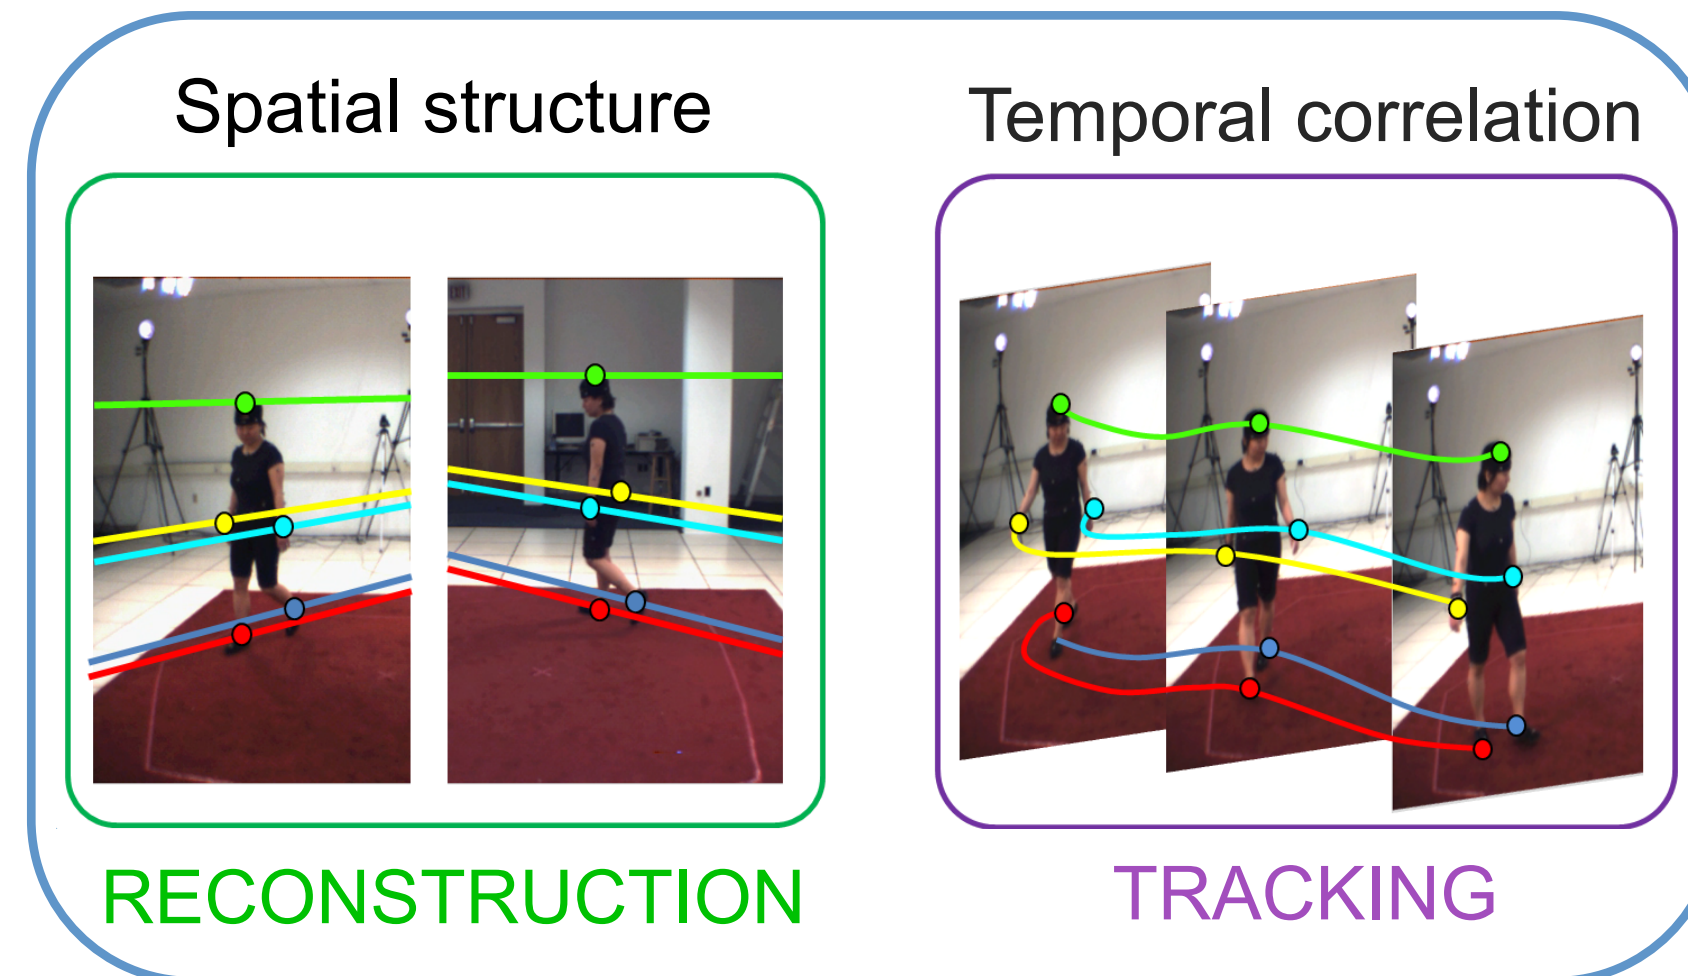 Spatial structure
Temporal correlation
RECONSTRUCTION
TRACKING